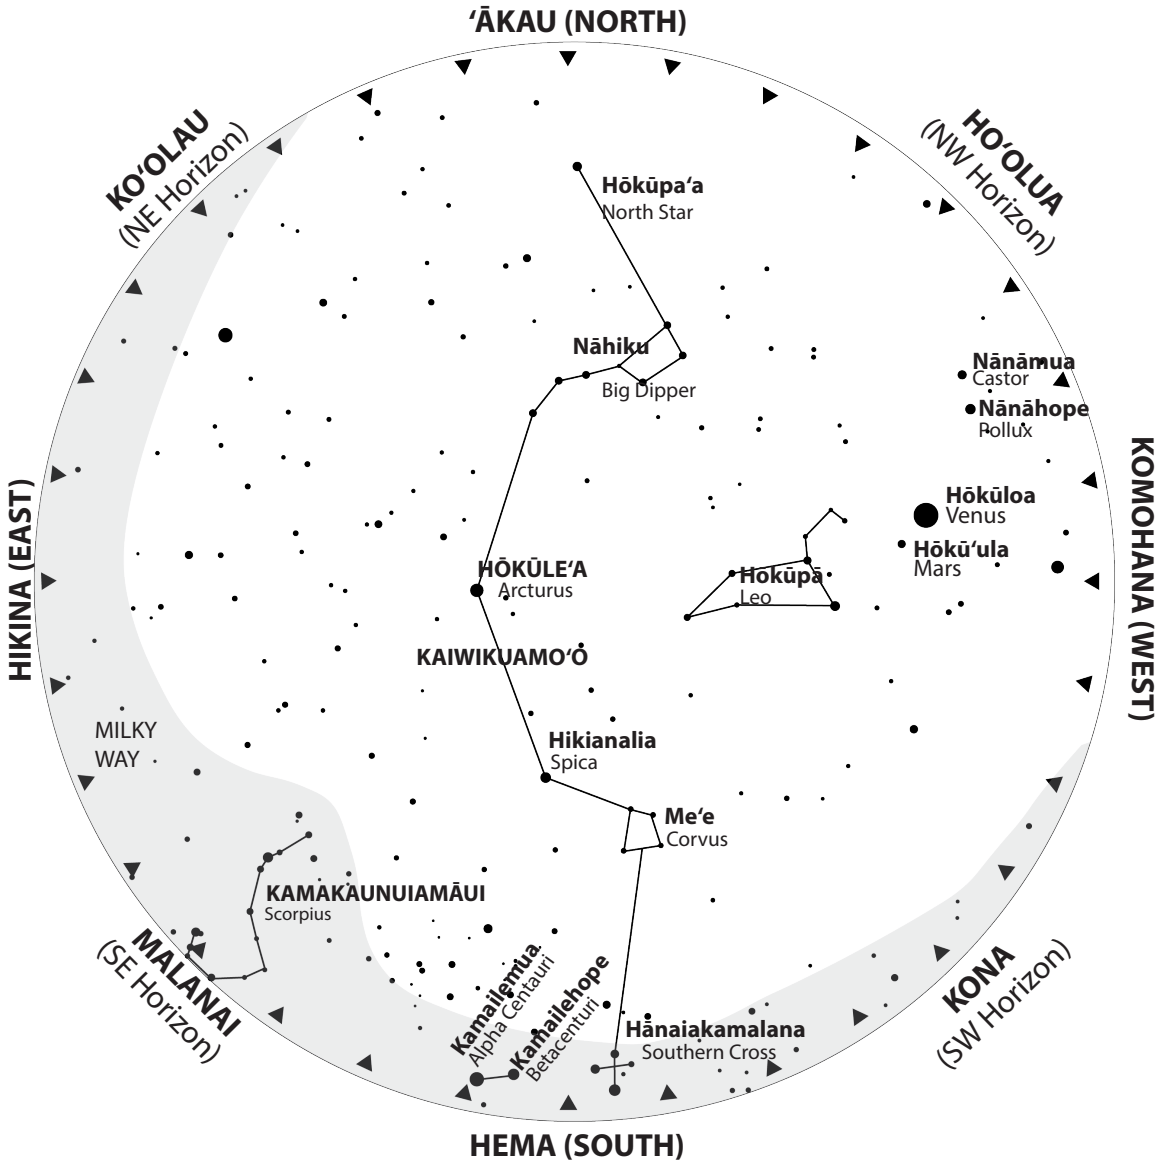 ʻĀKAU (NORTH)
KOʻOLAU
(NE Horizon)
HOʻOLUA
(NW Horizon)
Hōkūpaʻa
North Star
Nāhiku
Big Dipper
Nānāmua
Castor
Nānāhope
Pollux
HIKINA (EAST)
KOMOHANA (WEST)
Hōkūloa
Venus
Hōkūʻula
Mars
HŌKŪLEʻA
Arcturus
Hōkūpā
Leo
KAIWIKUAMOʻO
MILKY
WAY
Hikianalia
Spica
Meʻe
Corvus
KAMAKAUNUIAMĀUI
Scorpius
MALANAI
(SE Horizon)
Kamailemua
Alpha Centauri
Kamailehope
Betacenturi
Hānaiakamalana
Southern Cross
KONA
(SW Horizon)
HEMA (SOUTH)